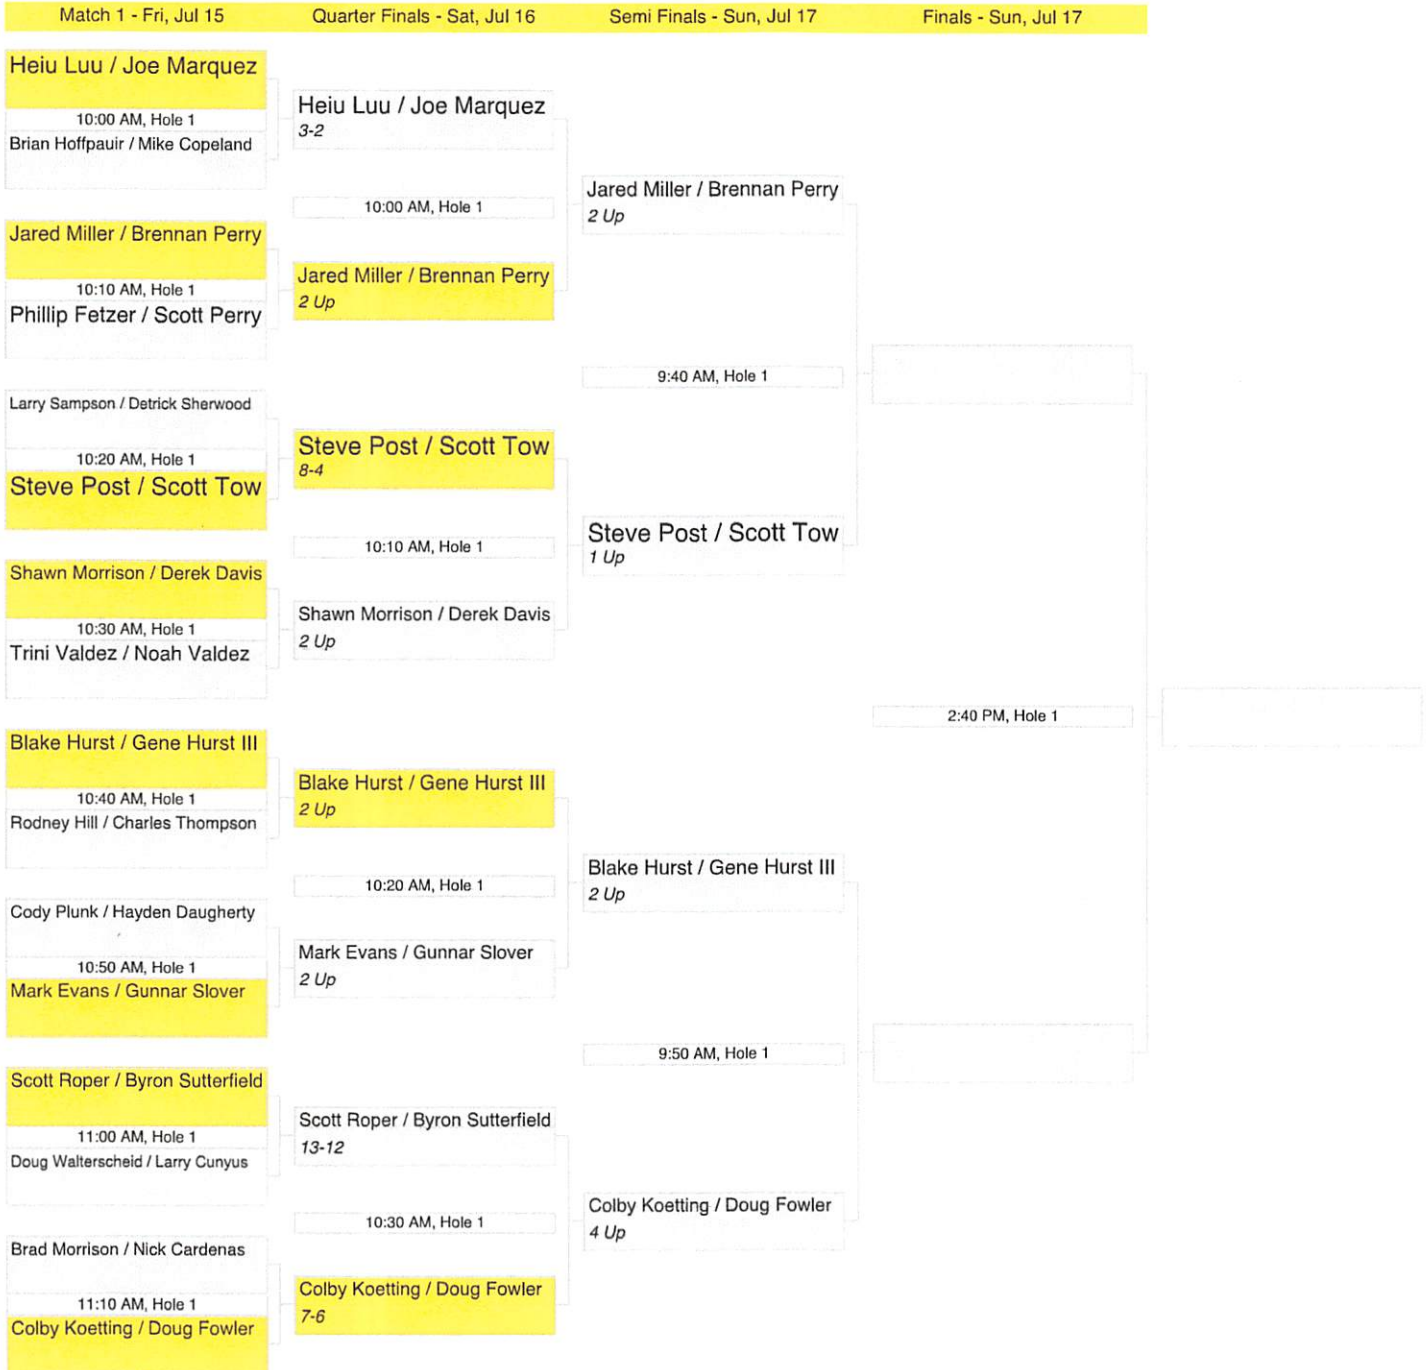 Match 1 - Fri, Jul 15
Quarter Finals - Sat, Jul 16
Semi Finals - Sun, Jul 17
Finals - Sun, Jul 17
Heiu Luu / Joe Marquez
10:00 AM, Hole 1
Brian Hoffpauir / Mike Copeland
Jared Miller / Brennan Perry
10:10 AM, Hole 1
Phillip Fetzer / Scott Perry
Larry Sampson / Detrick Sherwood
10:20 AM, Hole 1
Steve Post / Scott Tow
Shawn Morrison / Derek Davis
10:30 AM, Hole 1
Trini Valdez / Noah Valdez
Blake Hurst / Gene Hurst III
10:40 AM, Hole 1
Rodney Hill / Charles Thompson
Cody Plunk / Hayden Daugherty
10:50 AM, Hole 1
Mark Evans / Gunnar Slover
Scott Roper / Byron Sutterfield
11:00 AM, Hole 1
Doug Walterscheid / Larry Cunyus
Brad Morrison / Nick Cardenas
11:10 AM, Hole 1
Colby Koetting / Doug Fowler
Heiu Luu / Joe Marquez
3-2
10:00 AM, Hole 1
Jared Miller / Brennan Perry
2 Up
Steve Post / Scott Tow
8-4
10:10 AM, Hole 1
Shawn Morrison / Derek Davis
2 Up
Blake Hurst / Gene Hurst III
2 Up
10:20 AM, Hole 1
Mark Evans / Gunnar Slover
2 Up
Scott Roper / Byron Sutterfield
13-12
10:30 AM, Hole 1
Colby Koetting / Doug Fowler
7-6
Jared Miller / Brennan Perry
2 Up
9:40 AM, Hole 1
Steve Post / Scott Tow
1 Up
Blake Hurst / Gene Hurst III
2 Up
9:50 AM, Hole 1
Colby Koetting / Doug Fowler
4 Up
2:40 PM, Hole 1